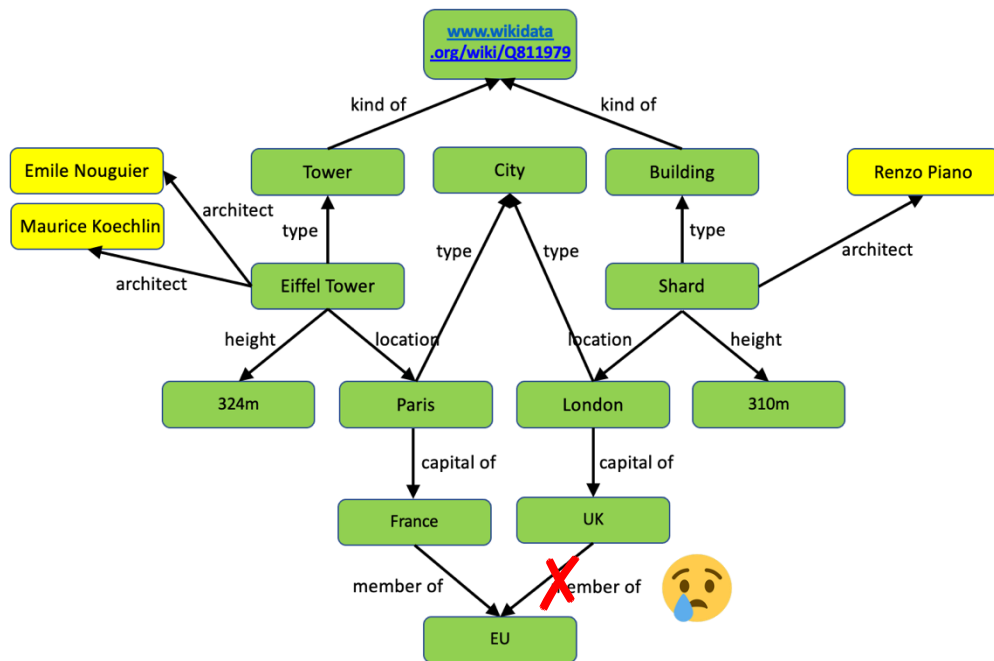 www.wikidata
.org/wiki/Q811979
kind of
kind of
Emile Nouguier
Tower
City
Building
Renzo Piano
Maurice Koechlin
architect
type
type
type
type
architect
architect
Eiffel Tower
Shard
height
location
location
height
324m
Paris
London
310m
capital of
capital of
France
UK
member of
member of
EU